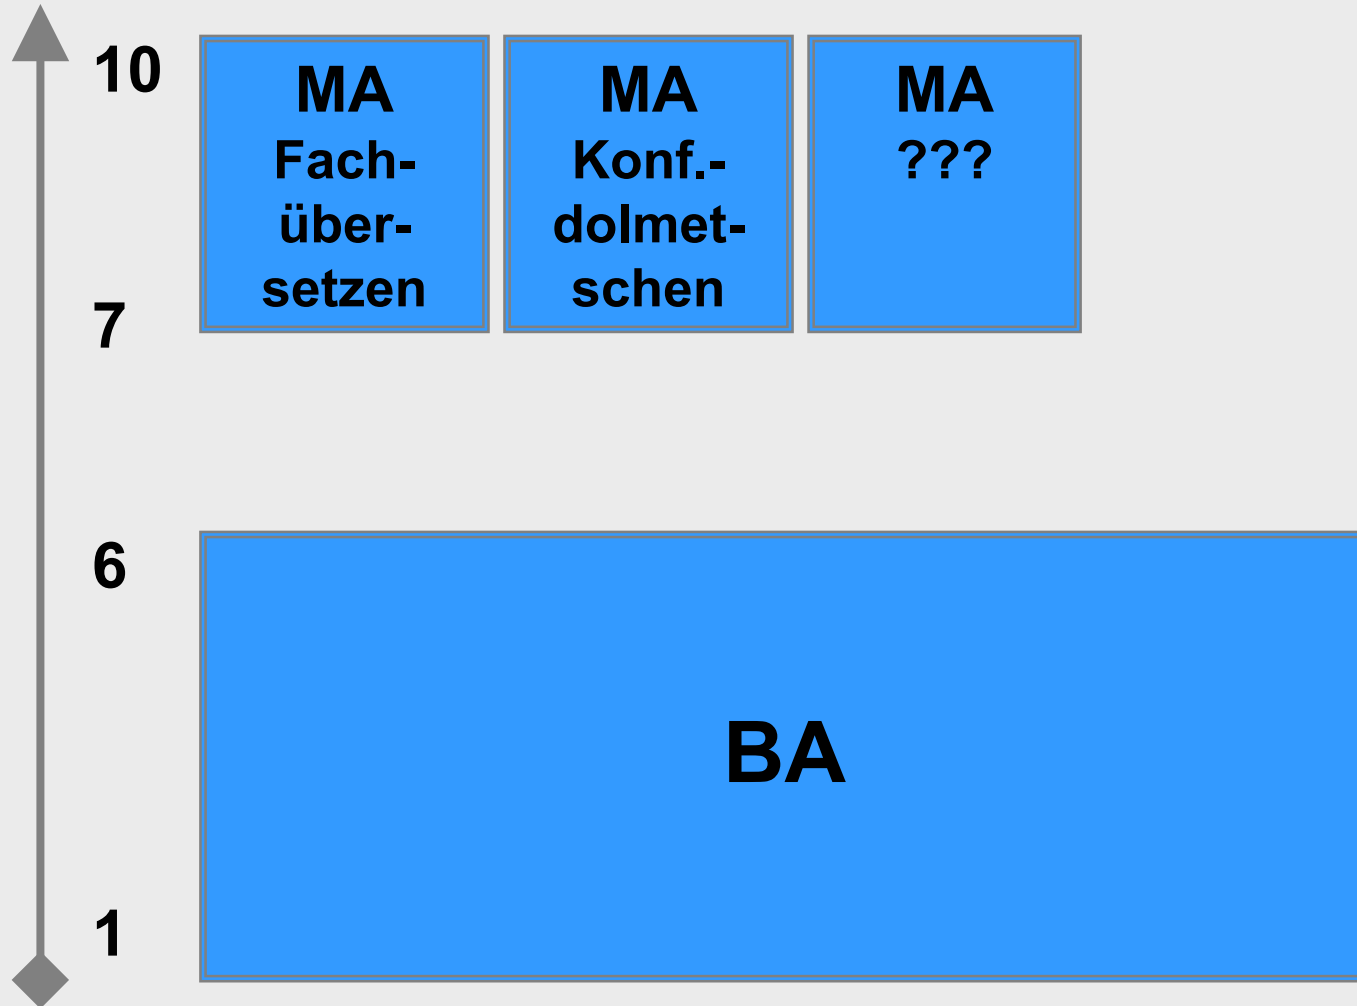 10
MA
Fach-
über-
setzen
MA
Konf.-
dolmet-
schen
MA
???
7
6
BA
1